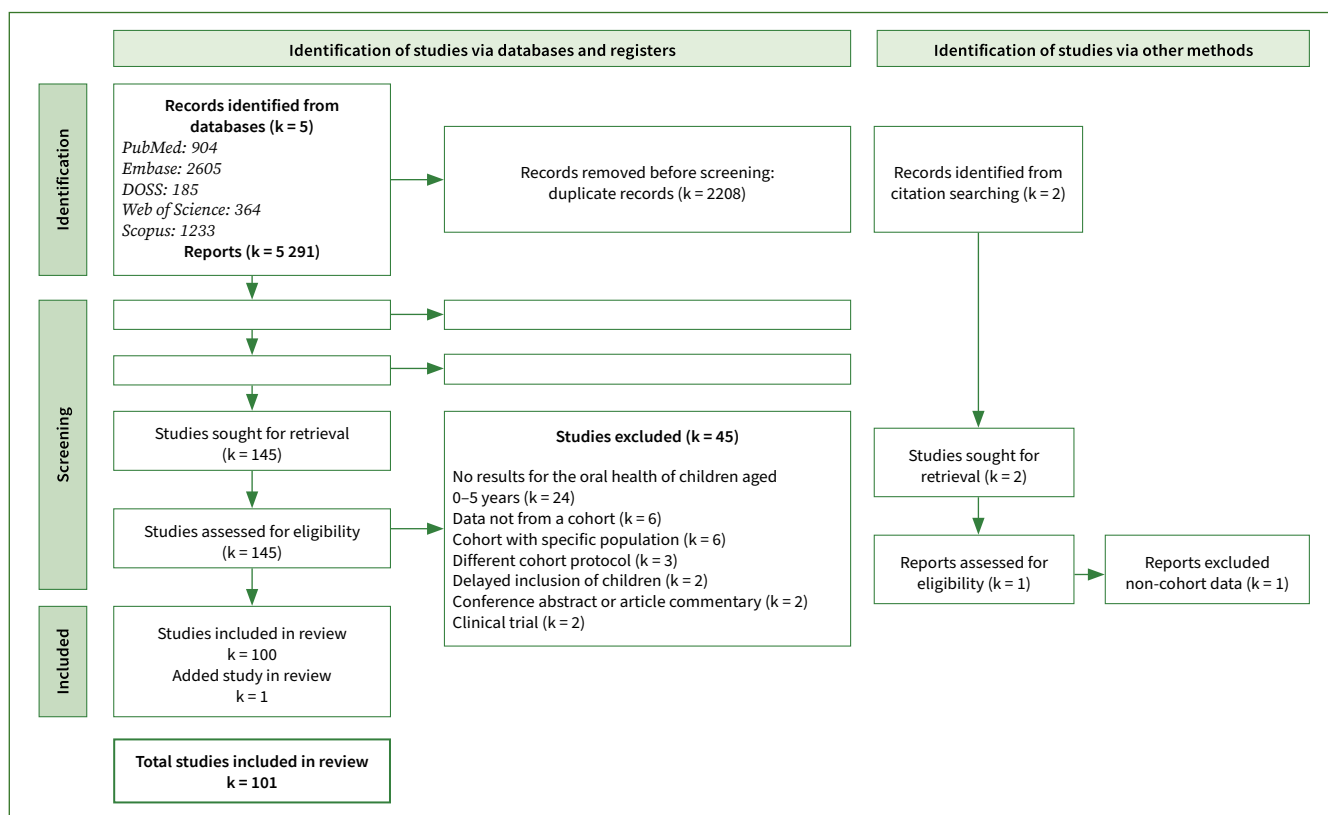 Identification of studies via databases and registers
Identification of studies via other methods
Identification
Records identified from
databases (k = 5)
PubMed: 904
Embase: 2605
DOSS: 185
Web of Science: 364
Scopus: 1233
Reports (k = 5 291)
Records removed before screening:
duplicate records (k = 2208)
Records identified from
citation searching (k = 2)
Screening
Studies sought for retrieval
(k = 145)
Studies assessed for eligibility
(k = 145)
Studies excluded (k = 45)
No results for the oral health of children aged
0–5 years (k = 24)
Data not from a cohort (k = 6)
Cohort with specific population (k = 6)
Different cohort protocol (k = 3)
Delayed inclusion of children (k = 2)
Conference abstract or article commentary (k = 2)
Clinical trial (k = 2)
Studies sought for
retrieval (k = 2)
Reports assessed for
eligibility (k = 1)
Reports excluded
non-cohort data (k = 1)
Included
Studies included in review
k = 100
Added study in review
k = 1
Total studies included in review
k = 101